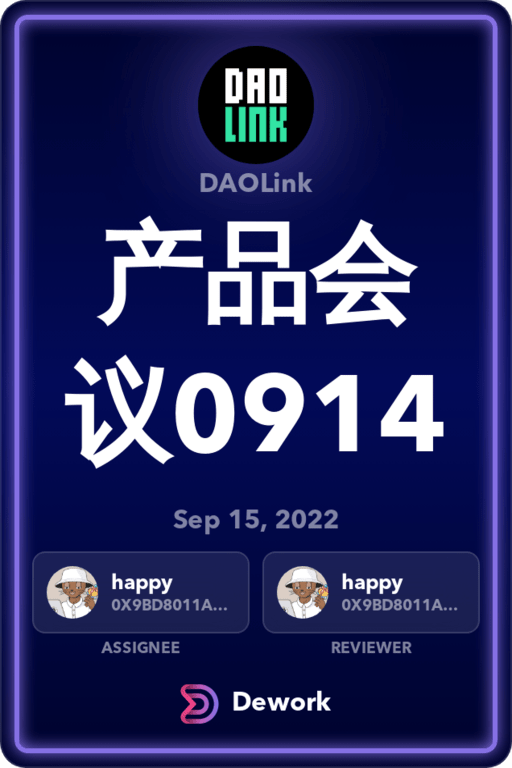 DAO
LINK
DAOLink
产品会
议0914
Sep 15, 2022
happy
0X9BD8011A...
happy
0X9BD8011A...
ASSIGNEE
REVIEWER
Dework